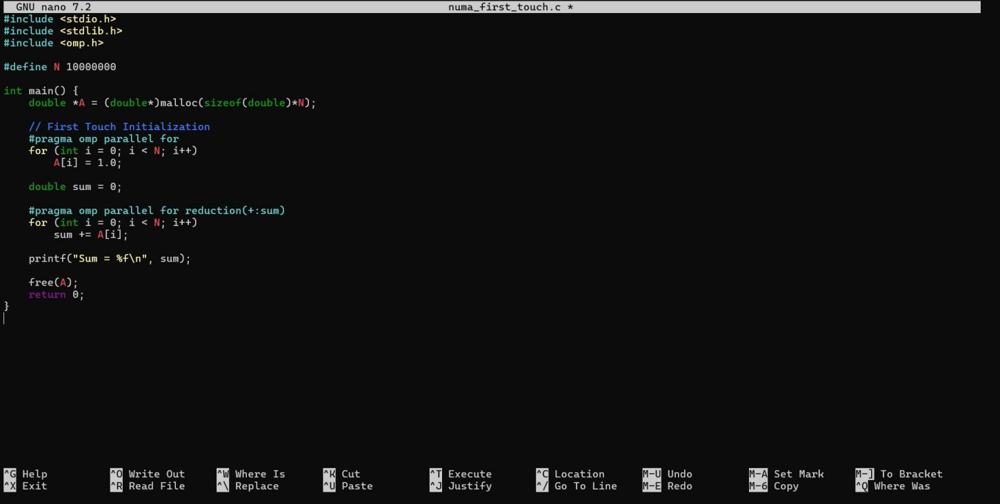 GNU nano 7.2 numa_first_touch.c *
#include <stdio.h>
#include <stdlib.h>
#include <omp.h>

#define N 10000000

int main() {
    double *A = (double*)malloc(sizeof(double)*N);

    // First Touch Initialization
    #pragma omp parallel for
    for (int i = 0; i < N; i++)
        A[i] = 1.0;

    double sum = 0;

    #pragma omp parallel for reduction(+:sum)
    for (int i = 0; i < N; i++)
        sum += A[i];

    printf("Sum = %f\n", sum);

    free(A);
    return 0;
}
^G Help ^O Write Out ^W Where Is ^K Cut ^T Execute ^C Location M-U Undo M-A Set Mark M-] To Bracket
^X Exit ^R Read File ^\ Replace ^U Paste ^J Justify ^/ Go To Line M-E Redo M-6 Copy ^Q Where Was